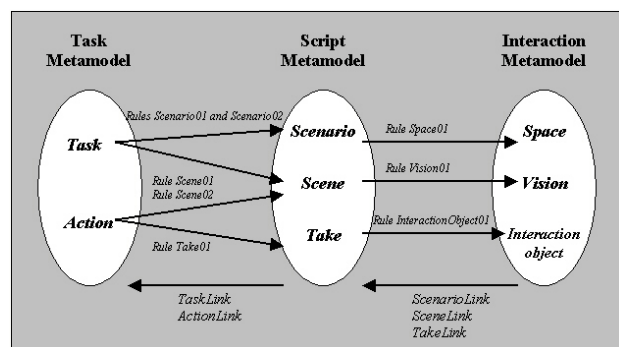 Task
Metamodel
Script
Metamodel
Interaction
Metamodel
Rules Scenario01 and Scenario02
Task
Action
Rule Scene01
Rule Scene02
Rule Take01
Scenario
Scene
Take
Rule Space01
Rule Vision01
Rule InteractionObject01
Space
Vision
Interaction
object
TaskLink
ActionLink
ScenarioLink
SceneLink
TakeLink